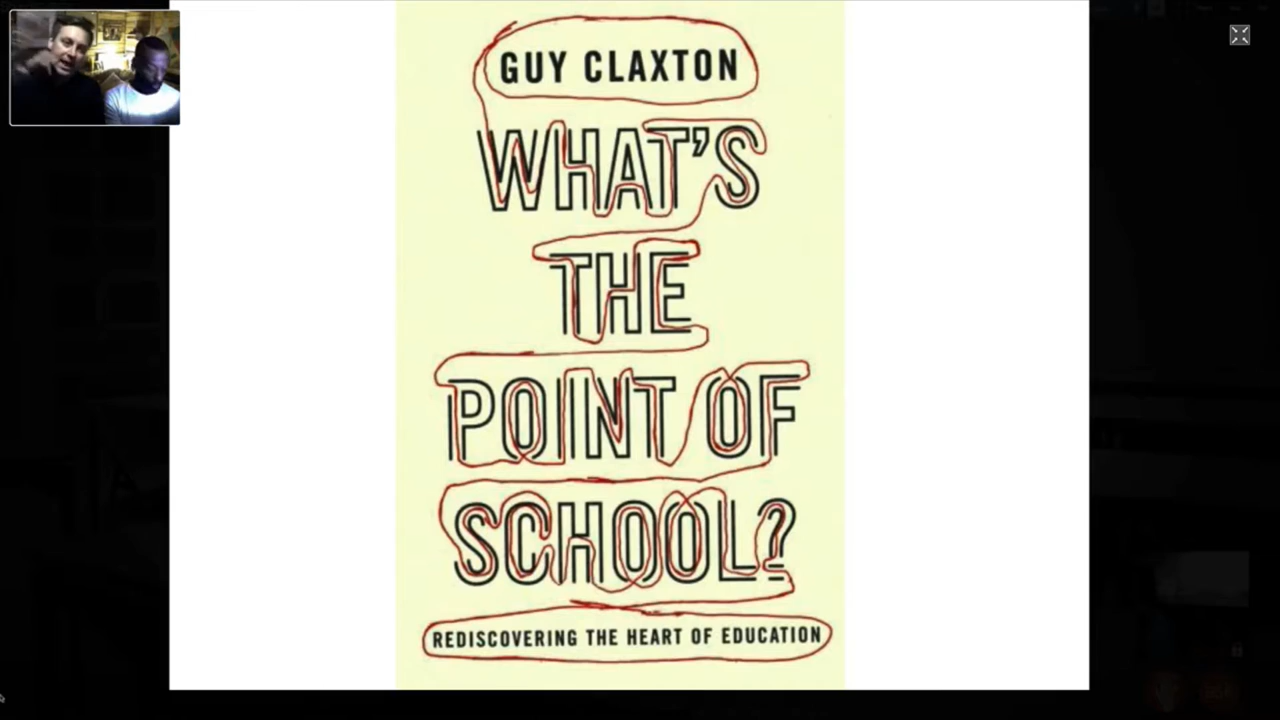 GUY CLAXTON
WHAT'S
THE
POINT OF
SCHOOL?
REDISCOVERING THE HEART OF EDUCATION